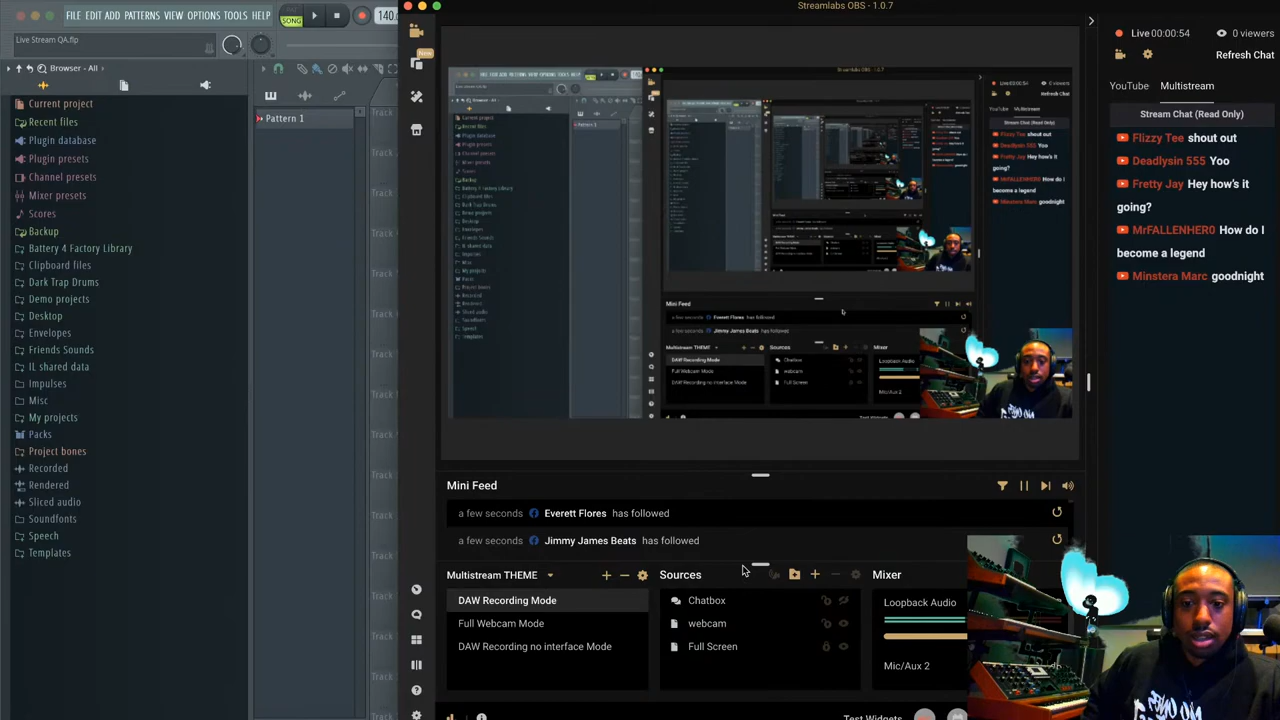 FILE EDIT ADD PATTERNS VIEW OPTIONS TOOLS HELP
SONG
140.
Live Stream QA.flp
Browser - All
Current project
Recent files
Plugin database
Plugin presets
Channel presets
Mixer presets
Scores
Backup
Battery 4 Factory Library
Clipboard files
Dark Trap Drums
Demo projects
Desktop
Envelopes
Friends Sounds
IL shared data
Impulses
Misc
My projects
Packs
Project bones
Recorded
Rendered
Sliced audio
Soundfonts
Speech
Templates
Pattern 1
Streamlabs OBS - 1.0.7
New
Mini Feed
a few seconds Everett Flores has followed
a few seconds Jimmy James Beats has followed
Multistream THEME
DAW Recording Mode
Full Webcam Mode
DAW Recording no interface Mode
Sources
Chatbox
webcam
Full Screen
Mixer
Loopback Audio
Mic/Aux 2
Test Widgets
Live 00:00:54 0 viewers
Refresh Chat
YouTube Multistream
Stream Chat (Read Only)
Flizzy Tee shout out
Deadlysin 555 Yoo
Fretty Jay Hey how's it
going?
MrFALLENHER0 How do I
become a legend
Minstera Marc goodnight